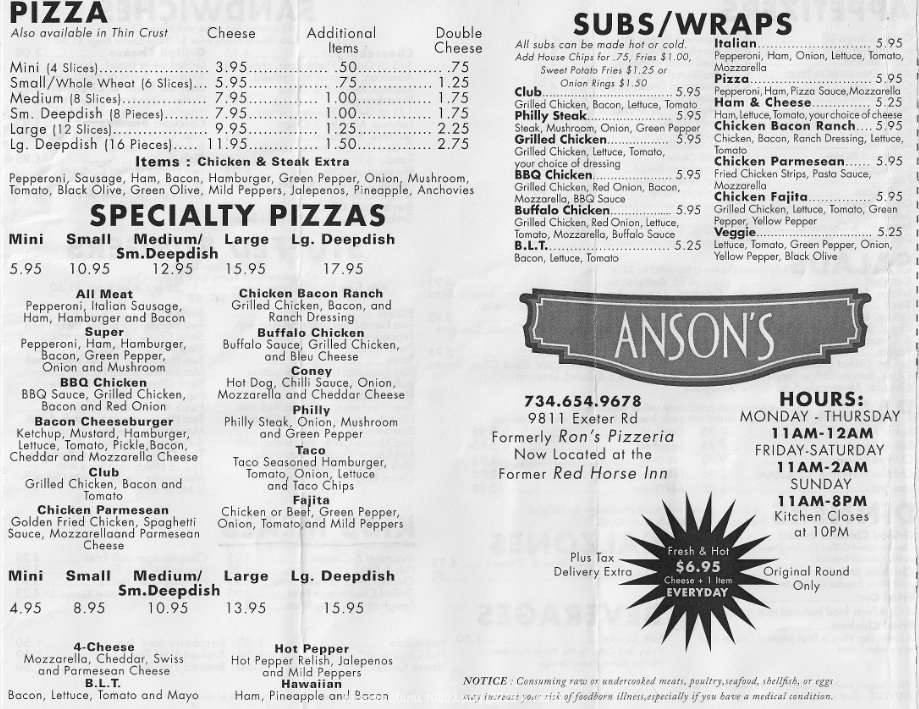 PIZZA
Also available in Thin Crust Cheese Additional Items Double Cheese
Mini (4 Slices)................... 3.95............... .50.................. .75
Small/Whole Wheat (6 Slices)... 5.95............... .75............... 1.25
Medium (8 Slices)................ 7.95............... 1.00............... 1.75
Sm. Deepdish (8 Pieces)........ 7.95............... 1.00............... 1.75
Large (12 Slices)................. 9.95............... 1.25............... 2.25
Lg. Deepdish (16 Pieces)..... 11.95............... 1.50............... 2.75
Items : Chicken & Steak Extra
Pepperoni, Sausage, Ham, Bacon, Hamburger, Green Pepper, Onion, Mushroom,
Tomato, Black Olive, Green Olive, Mild Peppers, Jalepenos, Pineapple, Anchovies
SPECIALTY PIZZAS
Mini Small Medium/ Sm.Deepdish Large Lg. Deepdish
5.95 10.95 12.95 15.95 17.95
All Meat
Pepperoni, Italian Sausage,
Ham, Hamburger and Bacon
Super
Pepperoni, Ham, Hamburger,
Bacon, Green Pepper,
Onion and Mushroom
BBQ Chicken
BBQ Sauce, Grilled Chicken,
Bacon and Red Onion
Bacon Cheeseburger
Ketchup, Mustard, Hamburger,
Lettuce, Tomato, Pickle,Bacon,
Cheddar and Mozzarella Cheese
Club
Grilled Chicken, Bacon and
Tomato
Chicken Parmesean
Golden Fried Chicken, Spaghetti
Sauce, Mozzarellaand Parmesean
Cheese
Chicken Bacon Ranch
Grilled Chicken, Bacon, and
Ranch Dressing
Buffalo Chicken
Buffalo Sauce, Grilled Chicken,
and Bleu Cheese
Coney
Hot Dog, Chilli Sauce, Onion,
Mozzarella and Cheddar Cheese
Philly
Philly Steak, Onion, Mushroom
and Green Pepper
Taco
Taco Seasoned Hamburger,
Tomato, Onion, Lettuce
and Taco Chips
Fajita
Chicken or Beef, Green Pepper,
Onion, Tomato,and Mild Peppers
Mini Small Medium/ Sm.Deepdish Large Lg. Deepdish
4.95 8.95 10.95 13.95 15.95
4-Cheese
Mozzarella, Cheddar, Swiss
and Parmesean Cheese
B.L.T.
Bacon, Lettuce, Tomato and Mayo
Hot Pepper
Hot Pepper Relish, Jalepenos
and Mild Peppers
Hawaiian
Ham, Pineapple and Bacon
SUBS/WRAPS
All subs can be made hot or cold.
Add House Chips for .75, Fries $1.00,
Sweet Potato Fries $1.25 or
Onion Rings $1.50
Club............................ 5.95
Grilled Chicken, Bacon, Lettuce, Tomato
Philly Steak................... 5.95
Steak, Mushroom, Onion, Green Pepper
Grilled Chicken............... 5.95
Grilled Chicken, Lettuce, Tomato,
your choice of dressing
BBQ Chicken.................. 5.95
Grilled Chicken, Red Onion, Bacon,
Mozzarella, BBQ Sauce
Buffalo Chicken............... 5.95
Grilled Chicken, Red Onion, Lettuce,
Tomato, Mozzarella, Buffalo Sauce
B.L.T............................ 5.25
Bacon, Lettuce, Tomato
Italian......................... 5.95
Pepperoni, Ham, Onion, Lettuce, Tomato,
Mozzarella
Pizza........................... 5.95
Pepperoni, Ham, Pizza Sauce,Mozzarella
Ham & Cheese............... 5.25
Ham, Lettuce, Tomato, your choice of cheese
Chicken Bacon Ranch.... 5.95
Chicken, Bacon, Ranch Dressing, Lettuce,
Tomato
Chicken Parmesean...... 5.95
Fried Chicken Strips, Pasta Sauce,
Mozzarella
Chicken Fajita............... 5.95
Grilled Chicken, Lettuce, Tomato, Green
Pepper, Yellow Pepper
Veggie.......................... 5.25
Lettuce, Tomato, Green Pepper, Onion,
Yellow Pepper, Black Olive
ANSON'S
734.654.9678
9811 Exeter Rd
Formerly Ron's Pizzeria
Now Located at the
Former Red Horse Inn
HOURS:
MONDAY - THURSDAY
11AM-12AM
FRIDAY-SATURDAY
11AM-2AM
SUNDAY
11AM-8PM
Kitchen Closes
at 10PM
Plus Tax
Delivery Extra
Fresh & Hot
$6.95
Cheese + 1 Item
EVERYDAY
Original Round
Only
NOTICE : Consuming raw or undercooked meats, poultry,seafood, shellfish, or eggs
may increase your risk of foodborn illness,especially if you have a medical condition.